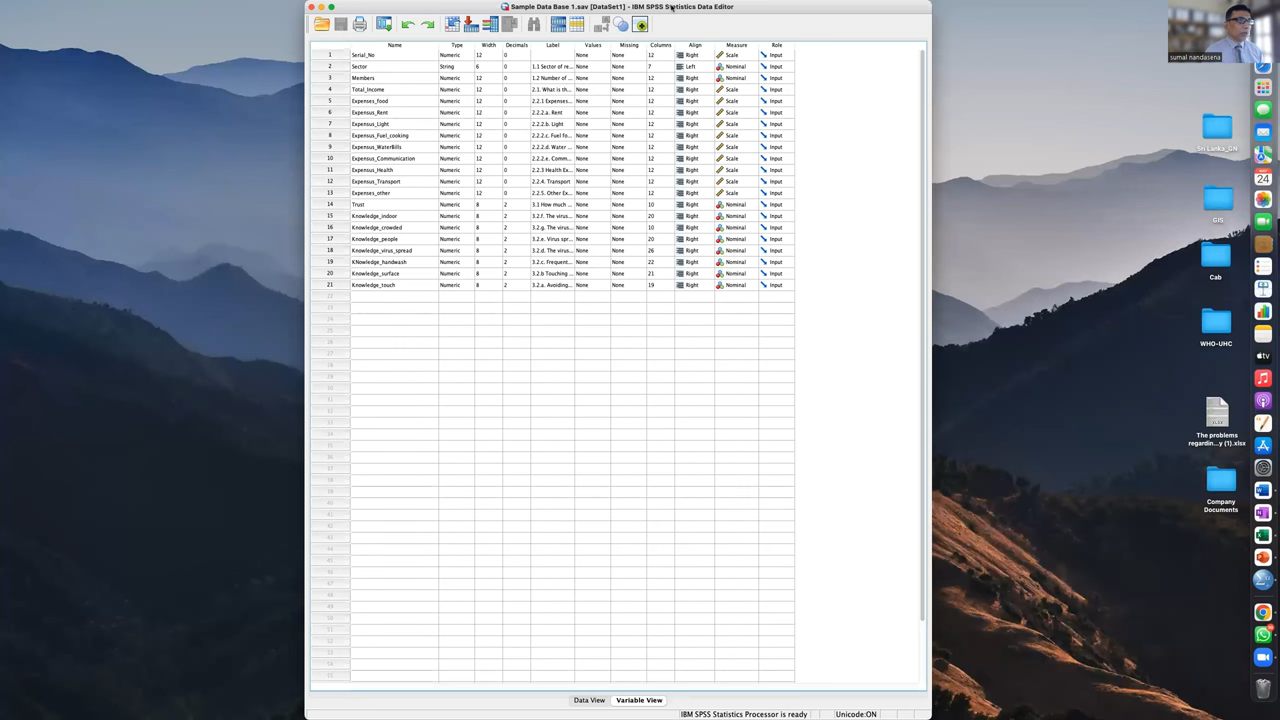 Sample Data Base 1.sav [DataSet1] - IBM SPSS Statistics Data Editor
Name Type Width Decimals Label Values Missing Columns Align Measure Role
1 Serial_No Numeric 12 0 None None 12 Right Scale Input
2 Sector String 6 0 1.1 Sector of re... None None 7 Left Nominal Input
3 Members Numeric 12 0 1.2 Number of ... None None 12 Right Nominal Input
4 Total_Income Numeric 12 0 2.1. What is th... None None 12 Right Scale Input
5 Expenses_food Numeric 12 0 2.2.1 Expenses... None None 12 Right Scale Input
6 Expensus_Rent Numeric 12 0 2.2.2.a. Rent None None 12 Right Scale Input
7 Expensus_Light Numeric 12 0 2.2.2.b. Light None None 12 Right Scale Input
8 Expensus_Fuel_cooking Numeric 12 0 2.2.2.c. Fuel fo... None None 12 Right Scale Input
9 Expensus_WaterBills Numeric 12 0 2.2.2.d. Water ... None None 12 Right Scale Input
10 Expensus_Communication Numeric 12 0 2.2.2.e. Comm... None None 12 Right Scale Input
11 Expensus_Health Numeric 12 0 2.2.3 Health Ex... None None 12 Right Scale Input
12 Expensus_Transport Numeric 12 0 2.2.4. Transport None None 12 Right Scale Input
13 Expenses_other Numeric 12 0 2.2.5. Other Ex... None None 12 Right Scale Input
14 Trust Numeric 8 2 3.1 How much ... None None 10 Right Nominal Input
15 Knowledge_indoor Numeric 8 2 3.2.f. The virus... None None 20 Right Nominal Input
16 Knowledge_crowded Numeric 8 2 3.2.g. The virus... None None 10 Right Nominal Input
17 Knowledge_people Numeric 8 2 3.2.e. Virus spr... None None 20 Right Nominal Input
18 Knowledge_virus_spread Numeric 8 2 3.2.d. The virus... None None 26 Right Nominal Input
19 KNowledge_handwash Numeric 8 2 3.2.c. Frequent... None None 22 Right Nominal Input
20 Knowledge_surface Numeric 8 2 3.2.b Touching ... None None 21 Right Nominal Input
21 Knowledge_touch Numeric 8 2 3.2.a. Avoiding... None None 19 Right Nominal Input
Data View Variable View
IBM SPSS Statistics Processor is ready Unicode:ON
sumal nandasena
Sri Lanka_GN
GIS
Cab
WHO-UHC
The problems
regardin...y (1).xlsx
Company
Documents
24
tv